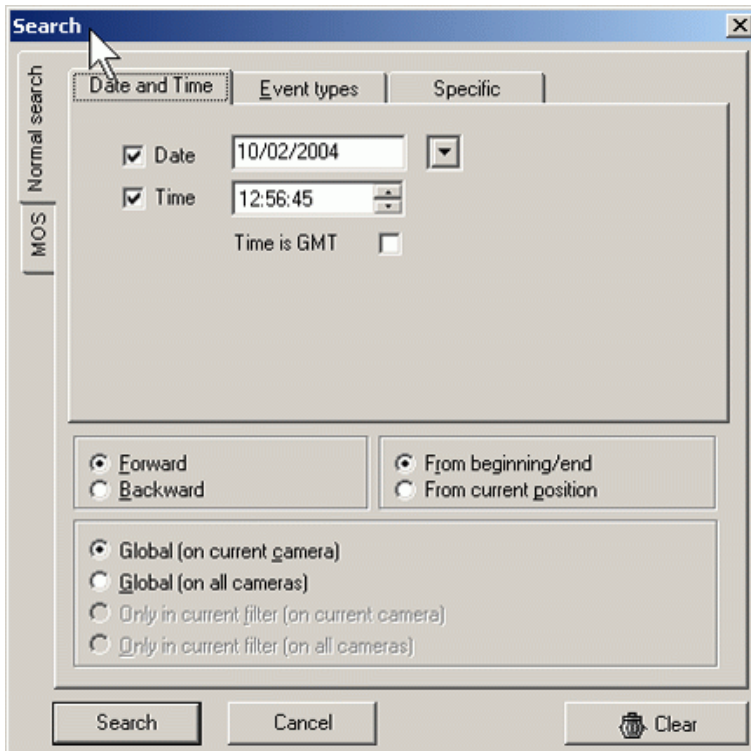 Search
Normal search
MOS
Date and Time
Event types
Specific
Date
10/02/2004
Time
12:56:45
Time is GMT
Forward
Backward
From beginning/end
From current position
Global (on current camera)
Global (on all cameras)
Only in current filter (on current camera)
Only in current filter (on all cameras)
Search
Cancel
Clear